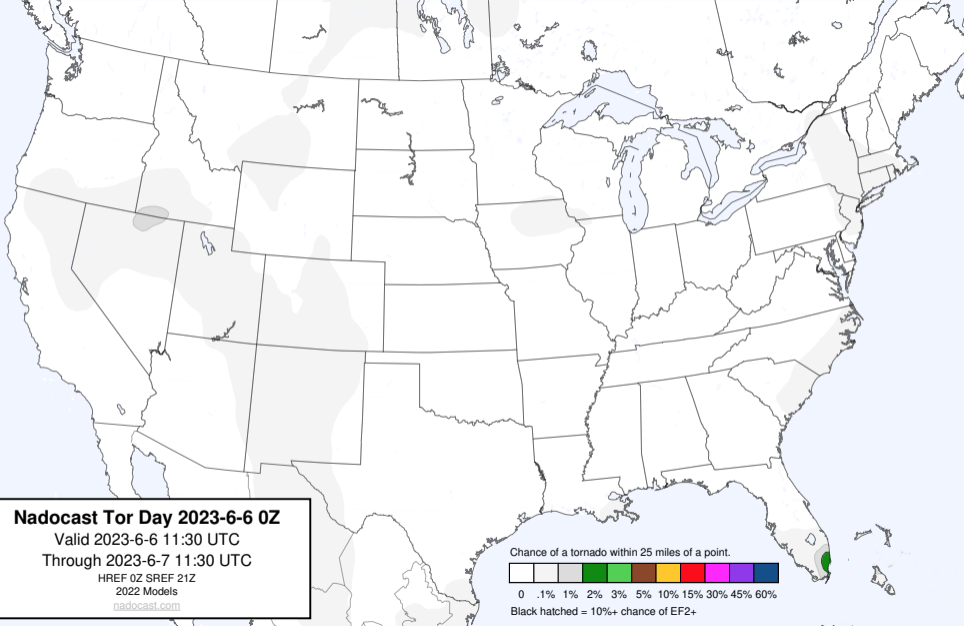 Nadocast Tor Day 2023-6-6 0Z
Valid 2023-6-6 11:30 UTC
Through 2023-6-7 11:30 UTC
HREF 0Z SREF 21Z
2022 Models
nadocast.com
Chance of a tornado within 25 miles of a point.
0 .1% 1% 2% 3% 5% 10% 15% 30% 45% 60%
Black hatched = 10%+ chance of EF2+